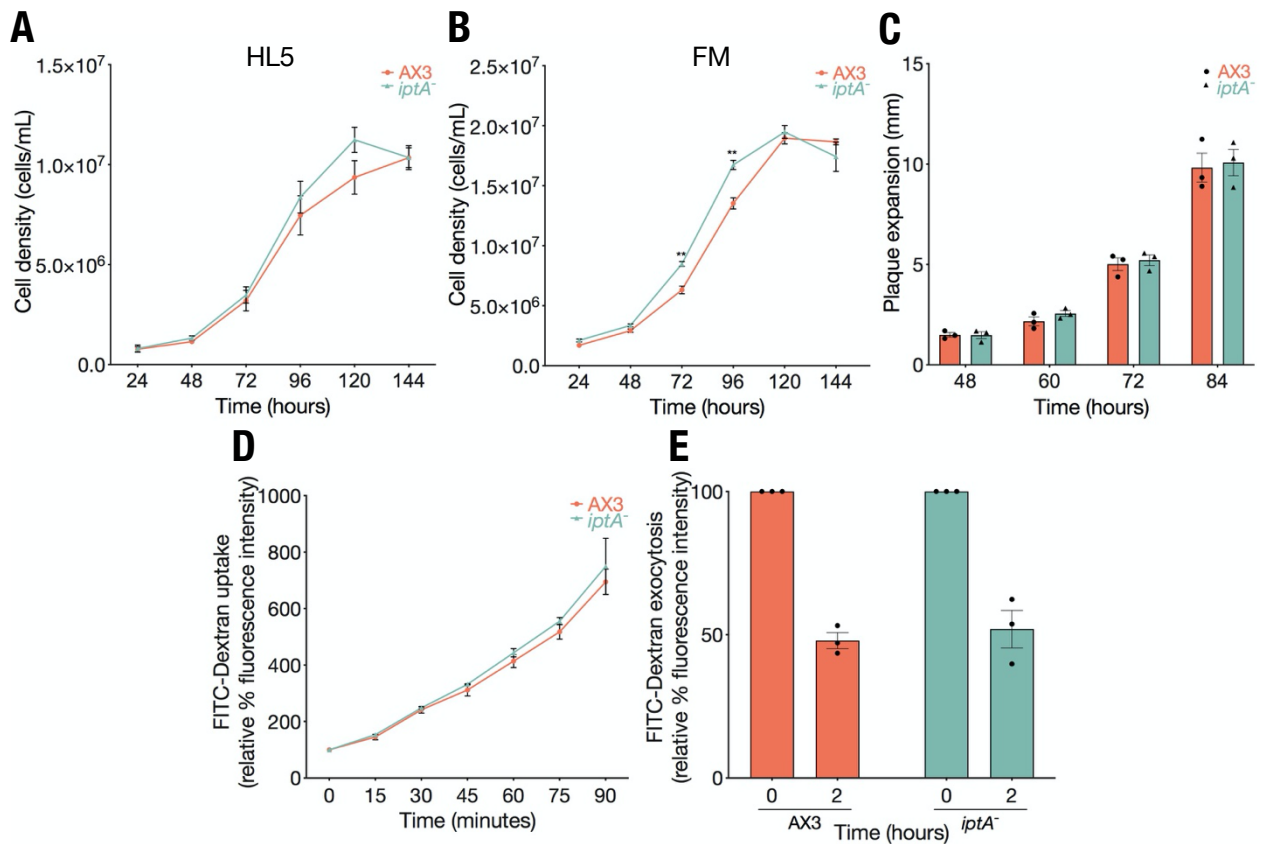 A
HL5
1.5×10⁷
1.0×10⁷
5.0×10⁶
0.0
Cell density (cells/mL)
AX3
iptA⁻
24 48 72 96 120 144
Time (hours)
B
FM
2.5×10⁷
2.0×10⁷
1.5×10⁷
1.0×10⁷
5.0×10⁶
0.0
Cell density (cells/mL)
AX3
iptA⁻
**
**
24 48 72 96 120 144
Time (hours)
C
15
10
5
0
Plaque expansion (mm)
AX3
iptA⁻
48 60 72 84
Time (hours)
D
1000
800
600
400
200
0
FITC-Dextran uptake
(relative % fluorescence intensity)
AX3
iptA⁻
0 15 30 45 60 75 90
Time (minutes)
E
100
50
0
FITC-Dextran exocytosis
(relative % fluorescence intensity)
0 2 0 2
AX3 iptA⁻
Time (hours)